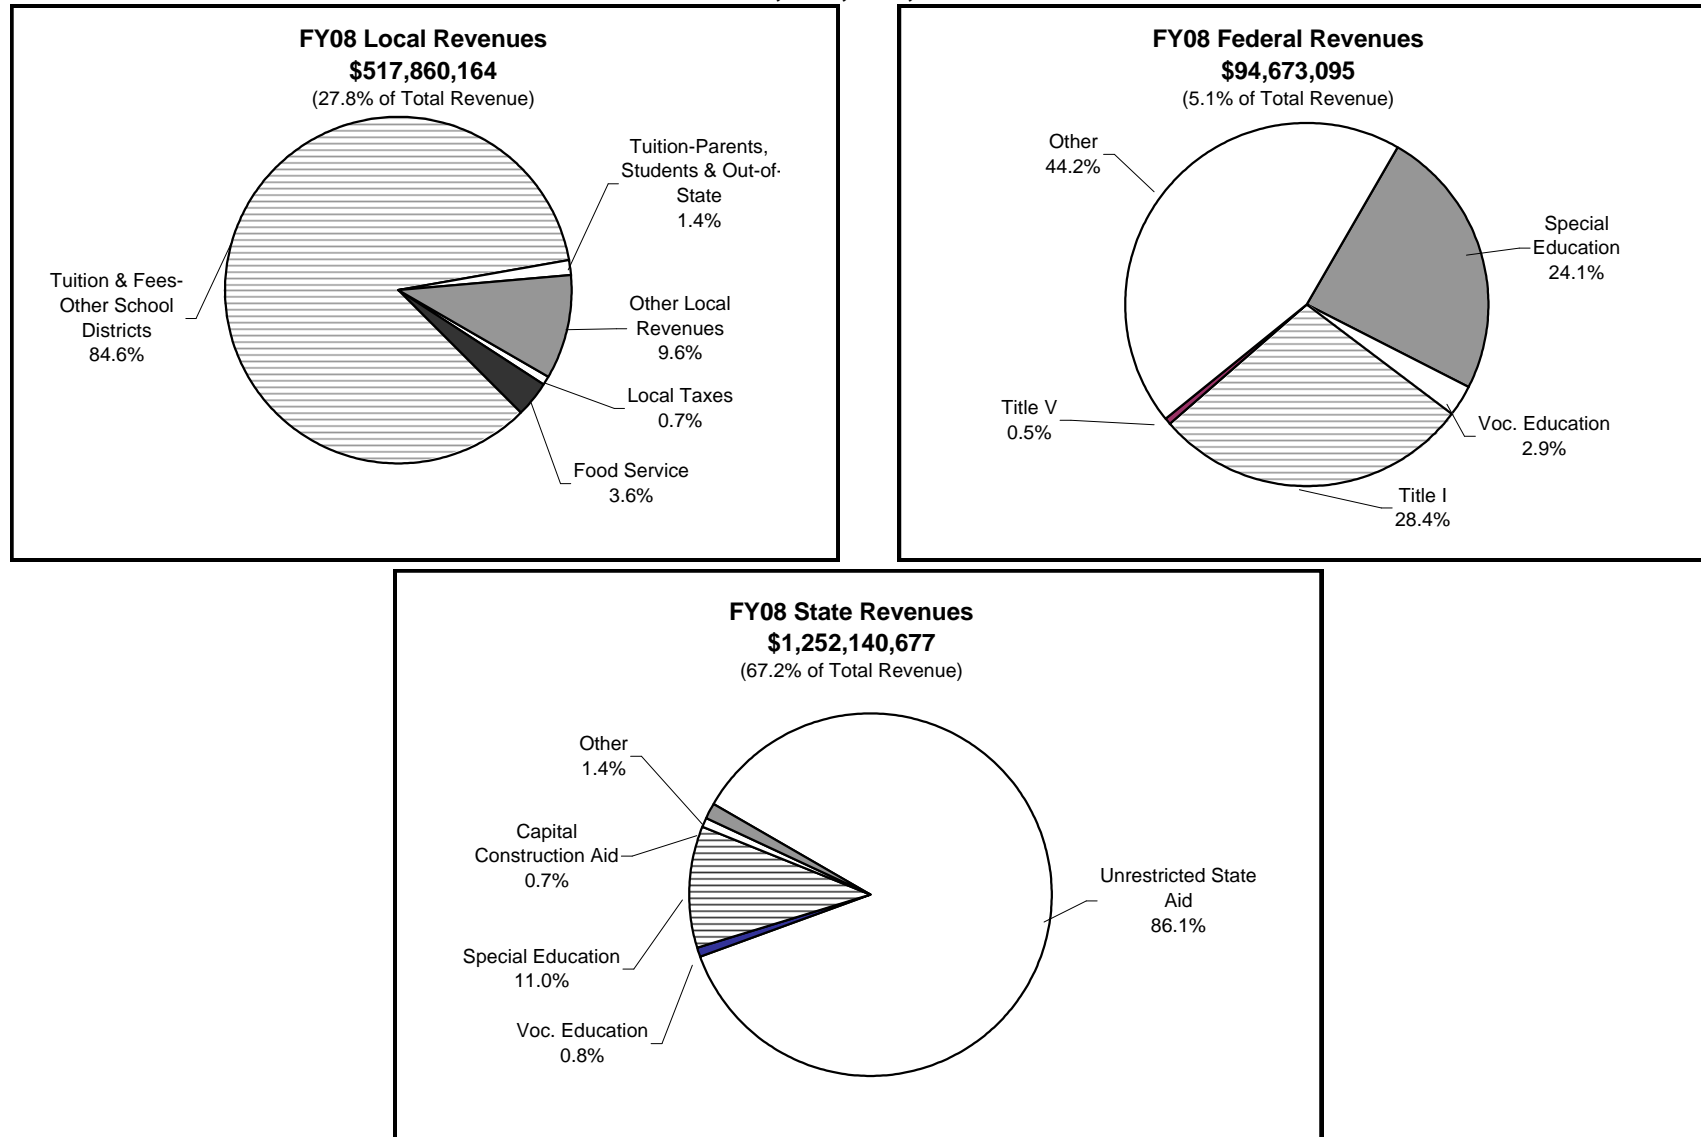 FY08 Local Revenues
$517,860,164
(27.8% of Total Revenue)
Tuition-Parents,
Students & Out-of-
State
1.4%
Tuition & Fees-
Other School
Districts
84.6%
Other Local
Revenues
9.6%
Local Taxes
0.7%
Food Service
3.6%
FY08 Federal Revenues
$94,673,095
(5.1% of Total Revenue)
Other
44.2%
Special
Education
24.1%
Title V
0.5%
Voc. Education
2.9%
Title I
28.4%
FY08 State Revenues
$1,252,140,677
(67.2% of Total Revenue)
Other
1.4%
Capital
Construction Aid
0.7%
Unrestricted State
Aid
86.1%
Special Education
11.0%
Voc. Education
0.8%